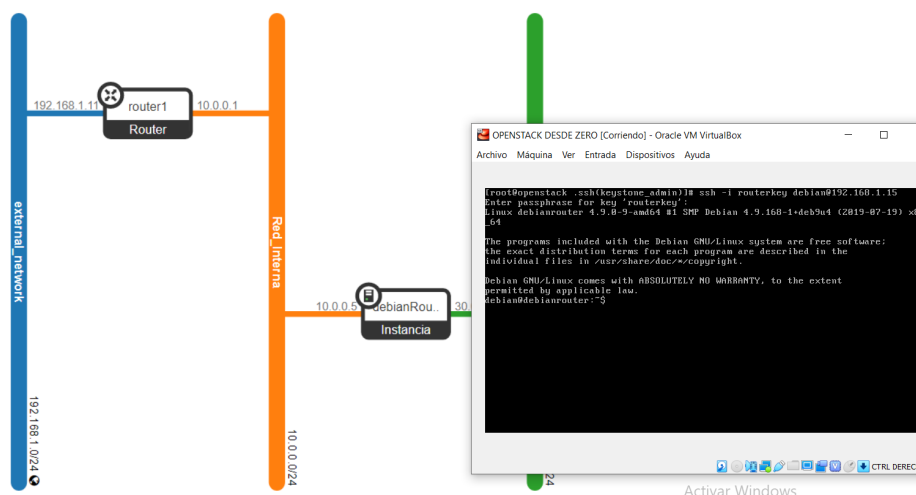 192.168.1.11
router1
10.0.0.1
Router
external_network
192.168.1.0/24
Red_Interna
10.0.0.0/24
10.0.0.5
debianRou..
30.
Instancia
24
OPENSTACK DESDE ZERO [Corriendo] - Oracle VM VirtualBox
Archivo Máquina Ver Entrada Dispositivos Ayuda
[root@openstack .ssh(keystone_admin)]# ssh -i routerkey debian@192.168.1.15
Enter passphrase for key 'routerkey':
Linux debianrouter 4.9.0-9-amd64 #1 SMP Debian 4.9.168-1+deb9u4 (2019-07-19) x8
_64
The programs included with the Debian GNU/Linux system are free software;
the exact distribution terms for each program are described in the
individual files in /usr/share/doc/*/copyright.
Debian GNU/Linux comes with ABSOLUTELY NO WARRANTY, to the extent
permitted by applicable law.
debian@debianrouter:~$
CTRL DEREC
Activar Windows